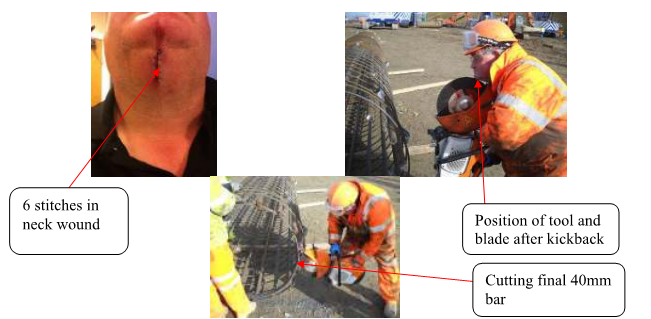 6 stitches in
neck wound
Position of tool and
blade after kickback
Cutting final 40mm
bar